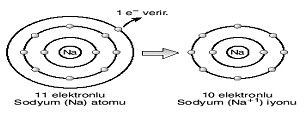 1 e⁻ verir.
Na
Na
11 elektronlu
Sodyum (Na) atomu
10 elektronlu
Sodyum (Na⁺¹) iyonu